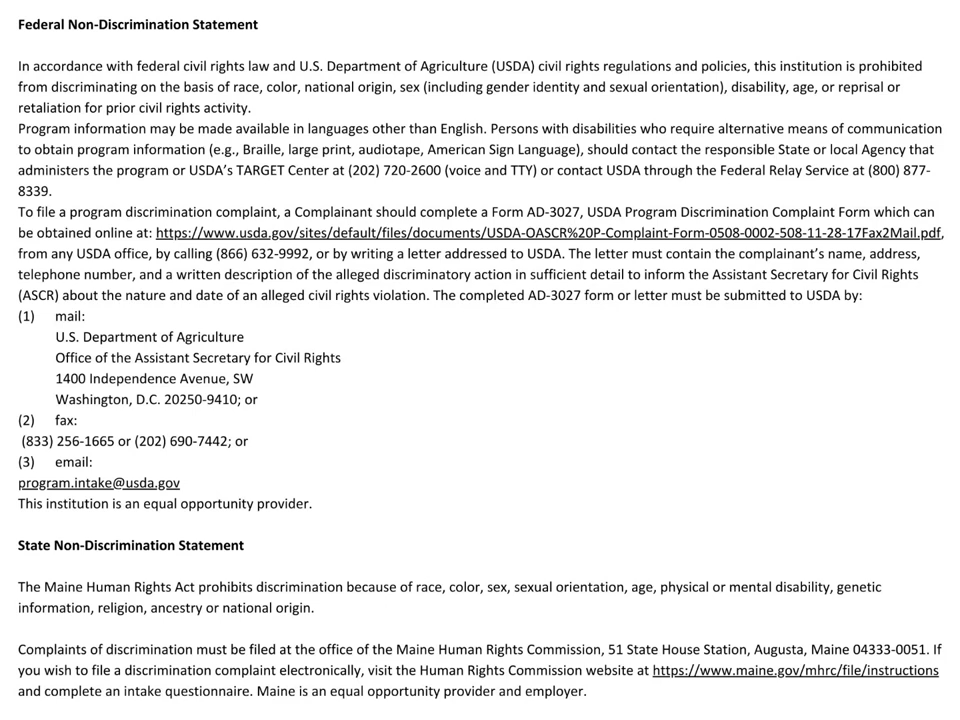 Federal Non-Discrimination Statement
In accordance with federal civil rights law and U.S. Department of Agriculture (USDA) civil rights regulations and policies, this institution is prohibited
from discriminating on the basis of race, color, national origin, sex (including gender identity and sexual orientation), disability, age, or reprisal or
retaliation for prior civil rights activity.
Program information may be made available in languages other than English. Persons with disabilities who require alternative means of communication
to obtain program information (e.g., Braille, large print, audiotape, American Sign Language), should contact the responsible State or local Agency that
administers the program or USDA's TARGET Center at (202) 720-2600 (voice and TTY) or contact USDA through the Federal Relay Service at (800) 877-
8339.
To file a program discrimination complaint, a Complainant should complete a Form AD-3027, USDA Program Discrimination Complaint Form which can
be obtained online at: https://www.usda.gov/sites/default/files/documents/USDA-OASCR%20P-Complaint-Form-0508-0002-508-11-28-17Fax2Mail.pdf,
from any USDA office, by calling (866) 632-9992, or by writing a letter addressed to USDA. The letter must contain the complainant's name, address,
telephone number, and a written description of the alleged discriminatory action in sufficient detail to inform the Assistant Secretary for Civil Rights
(ASCR) about the nature and date of an alleged civil rights violation. The completed AD-3027 form or letter must be submitted to USDA by:
(1) mail:
U.S. Department of Agriculture
Office of the Assistant Secretary for Civil Rights
1400 Independence Avenue, SW
Washington, D.C. 20250-9410; or
(2) fax:
(833) 256-1665 or (202) 690-7442; or
(3) email:
program.intake@usda.gov
This institution is an equal opportunity provider.
State Non-Discrimination Statement
The Maine Human Rights Act prohibits discrimination because of race, color, sex, sexual orientation, age, physical or mental disability, genetic
information, religion, ancestry or national origin.
Complaints of discrimination must be filed at the office of the Maine Human Rights Commission, 51 State House Station, Augusta, Maine 04333-0051. If
you wish to file a discrimination complaint electronically, visit the Human Rights Commission website at https://www.maine.gov/mhrc/file/instructions
and complete an intake questionnaire. Maine is an equal opportunity provider and employer.